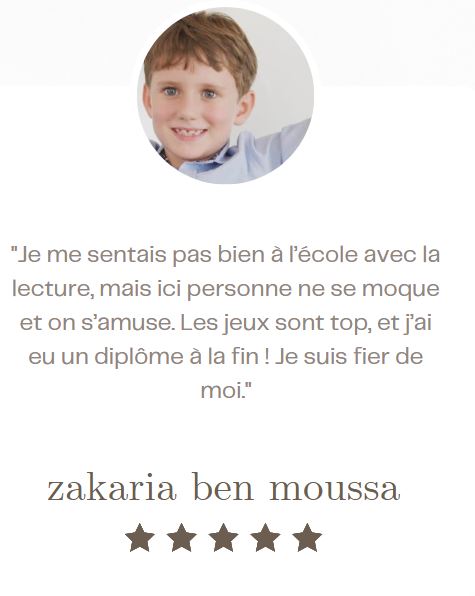 "Je me sentais pas bien à l'école avec la
lecture, mais ici personne ne se moque
et on s'amuse. Les jeux sont top, et j'ai
eu un diplôme à la fin ! Je suis fier de
moi."
zakaria ben moussa